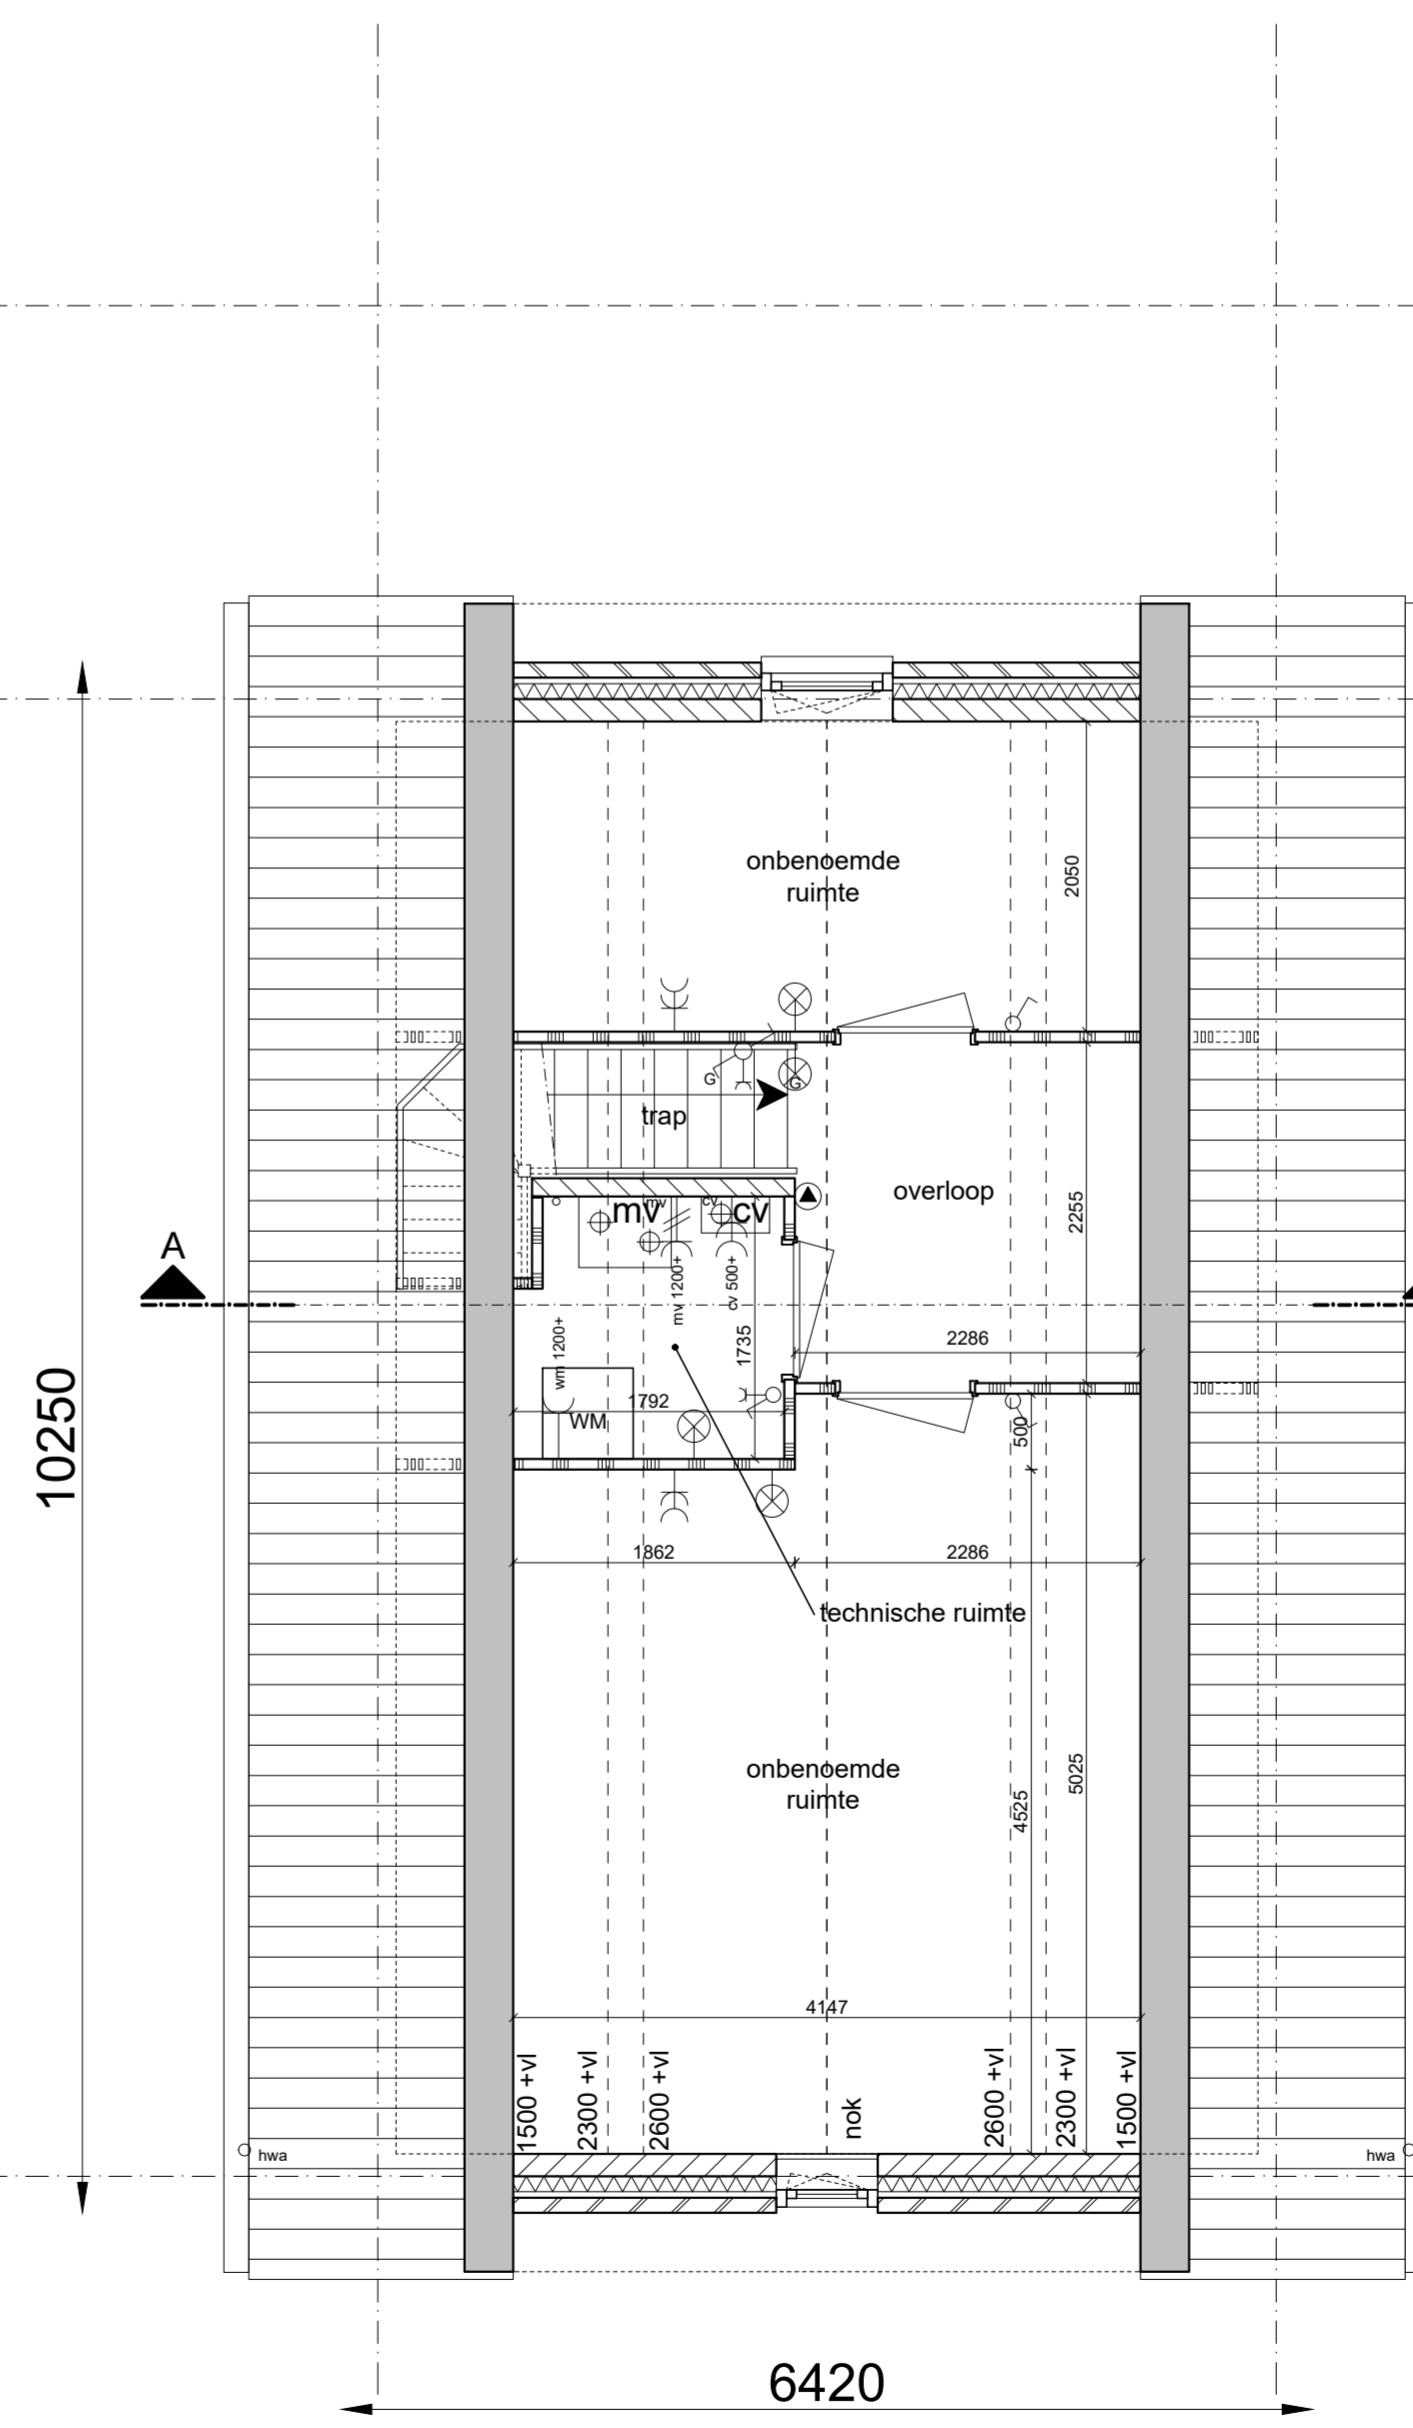 onbenoemde
ruimte
2050
G
G
trap
overloop
2255
mv
mv
cv
cv
A
mv 1200+
cv 500+
wm 1200+
1735
2286
1792
WM
500
10250
1862
2286
technische ruimte
onbenoemde
ruimte
4525
5025
4147
1500 +vl
2300 +vl
2600 +vl
nok
2600 +vl
2300 +vl
1500 +vl
hwa
hwa
6420